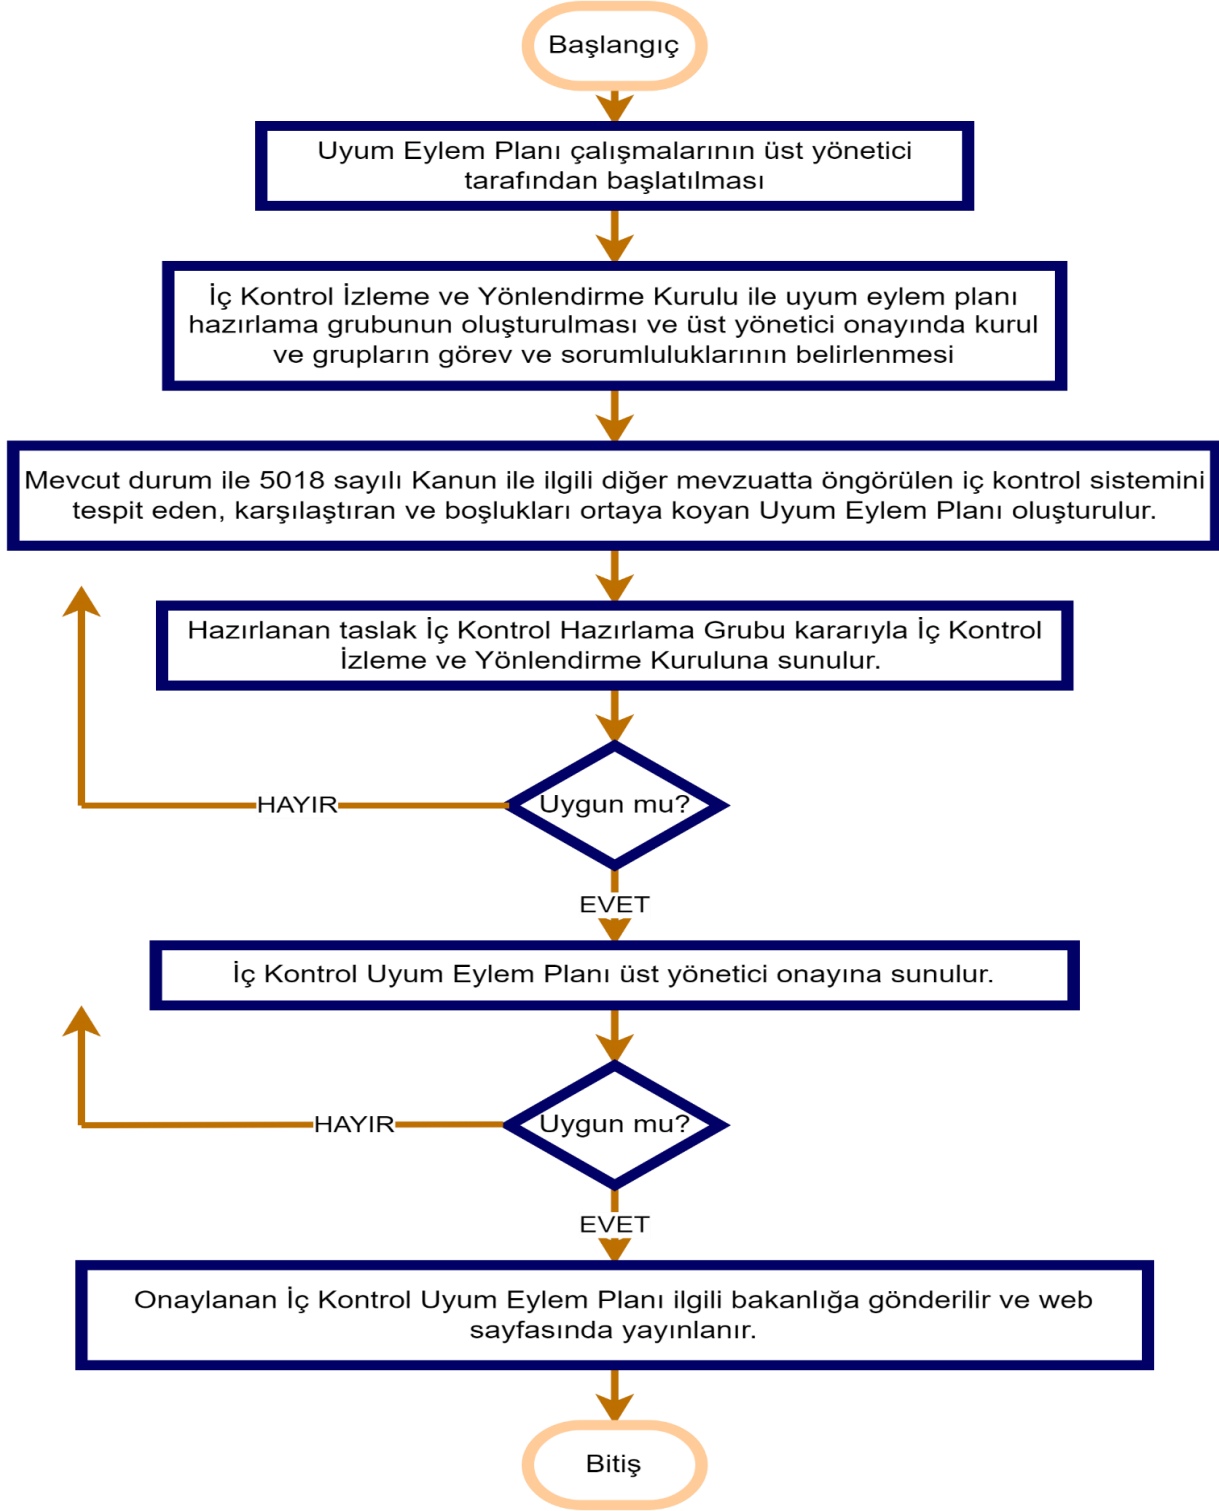 Başlangıç
Uyum Eylem Planı çalışmalarının üst yönetici
tarafından başlatılması
İç Kontrol İzleme ve Yönlendirme Kurulu ile uyum eylem planı
hazırlama grubunun oluşturulması ve üst yönetici onayında kurul
ve grupların görev ve sorumluluklarının belirlenmesi
Mevcut durum ile 5018 sayılı Kanun ile ilgili diğer mevzuatta öngörülen iç kontrol sistemini
tespit eden, karşılaştıran ve boşlukları ortaya koyan Uyum Eylem Planı oluşturulur.
Hazırlanan taslak İç Kontrol Hazırlama Grubu kararıyla İç Kontrol
İzleme ve Yönlendirme Kuruluna sunulur.
Uygun mu?
HAYIR
EVET
İç Kontrol Uyum Eylem Planı üst yönetici onayına sunulur.
Uygun mu?
HAYIR
EVET
Onaylanan İç Kontrol Uyum Eylem Planı ilgili bakanlığa gönderilir ve web
sayfasında yayınlanır.
Bitiş